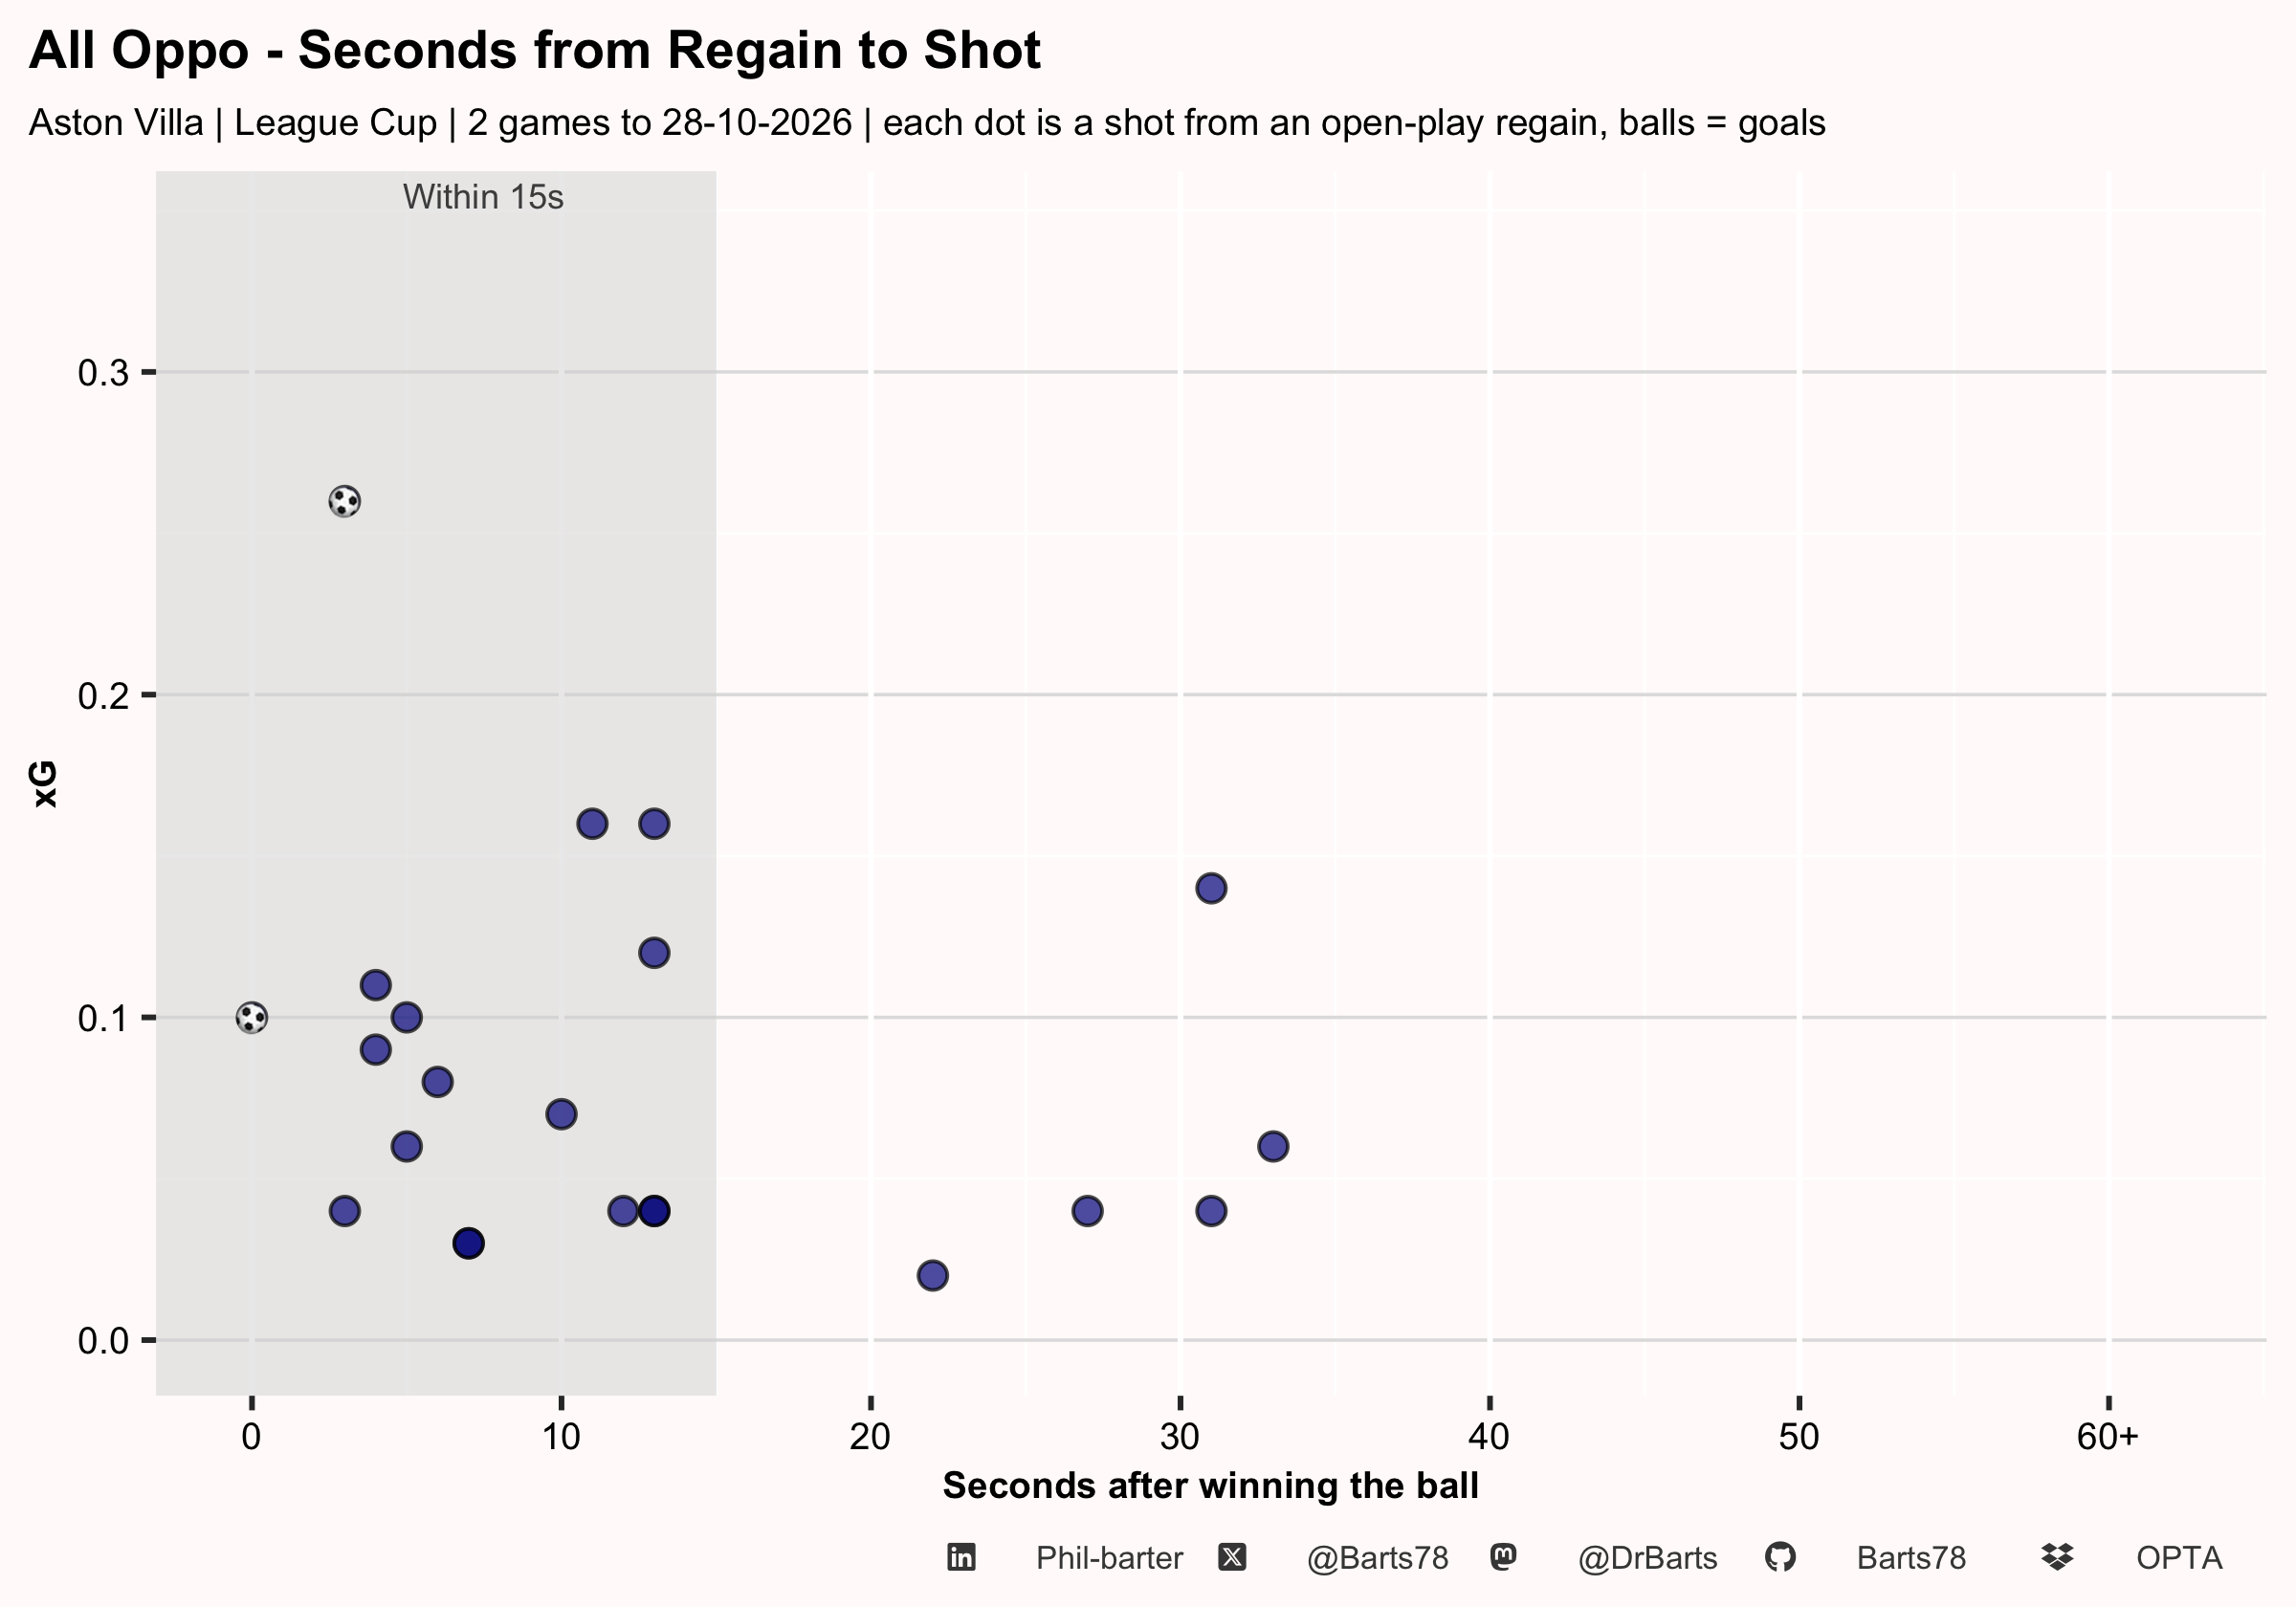 All Oppo - Seconds from Regain to Shot
Aston Villa | League Cup | 2 games to 28-10-2026 | each dot is a shot from an open-play regain, balls = goals
Within 15s
0.3
0.2
xG
0.1
0.0
0 10 20 30 40 50 60+
Seconds after winning the ball
Phil-barter @Barts78 @DrBarts Barts78 OPTA